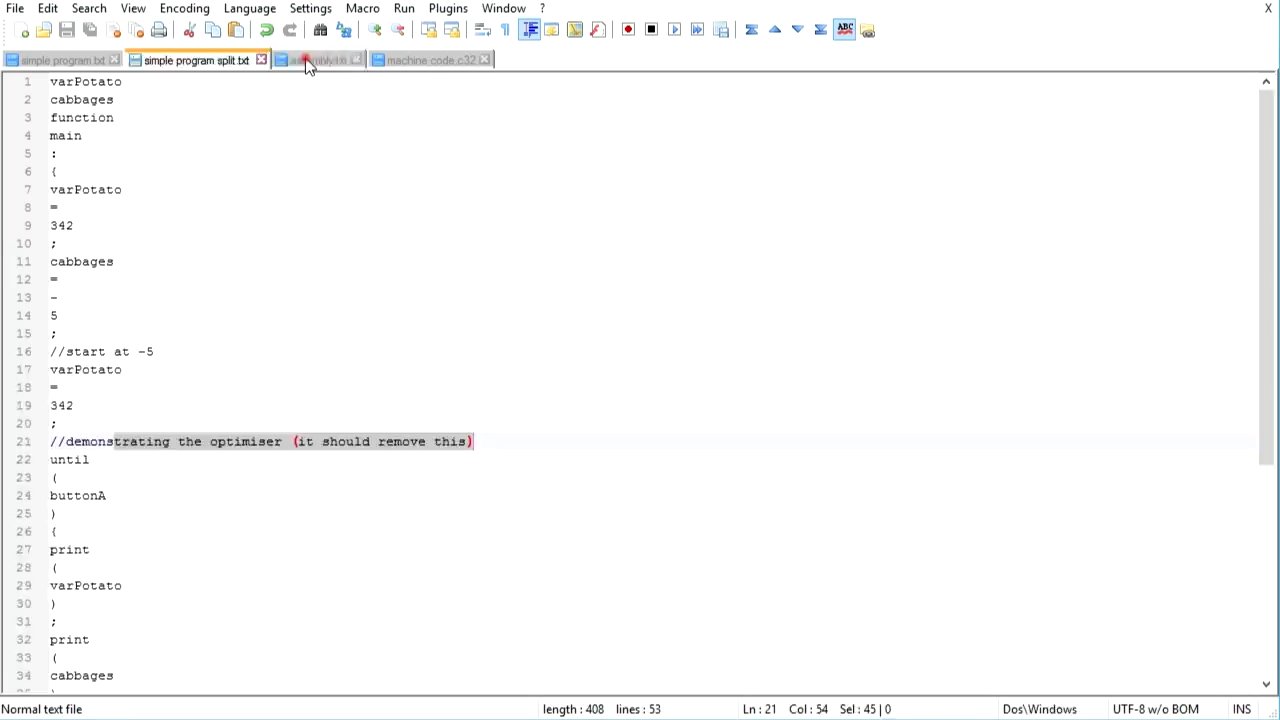 File Edit Search View Encoding Language Settings Macro Run Plugins Window ? X
ABC
simple program.txt simple program split.txt machine code.c32
1 varPotato
2 cabbages
3 function
4 main
5 :
6 {
7 varPotato
8 =
9 342
10 ;
11 cabbages
12 =
13 -
14 5
15 ;
16 //start at -5
17 varPotato
18 =
19 342
20 ;
21 //demonstrating the optimiser (it should remove this)
22 until
23 (
24 buttonA
25 )
26 {
27 print
28 (
29 varPotato
30 )
31 ;
32 print
33 (
34 cabbages
Normal text file length : 408 lines : 53 Ln : 21 Col : 54 Sel : 45 | 0 Dos\Windows UTF-8 w/o BOM INS